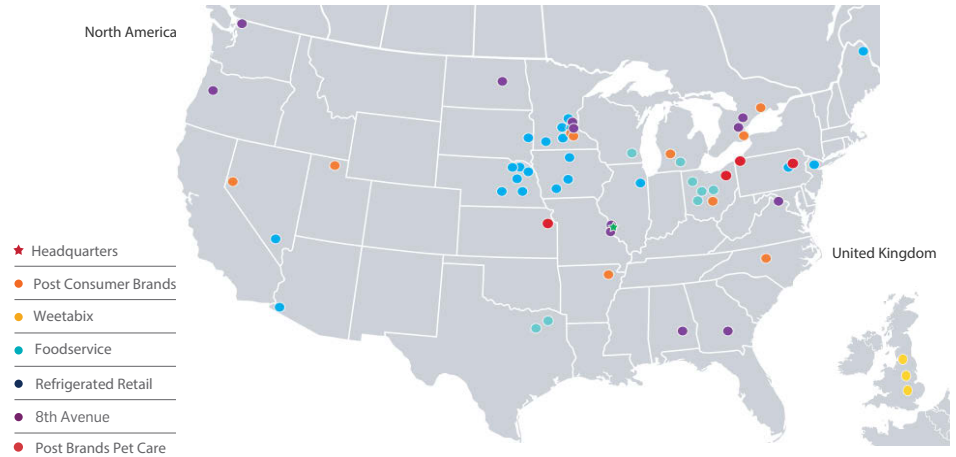 North America
United Kingdom
Headquarters
Post Consumer Brands
Weetabix
Foodservice
Refrigerated Retail
8th Avenue
Post Brands Pet Care